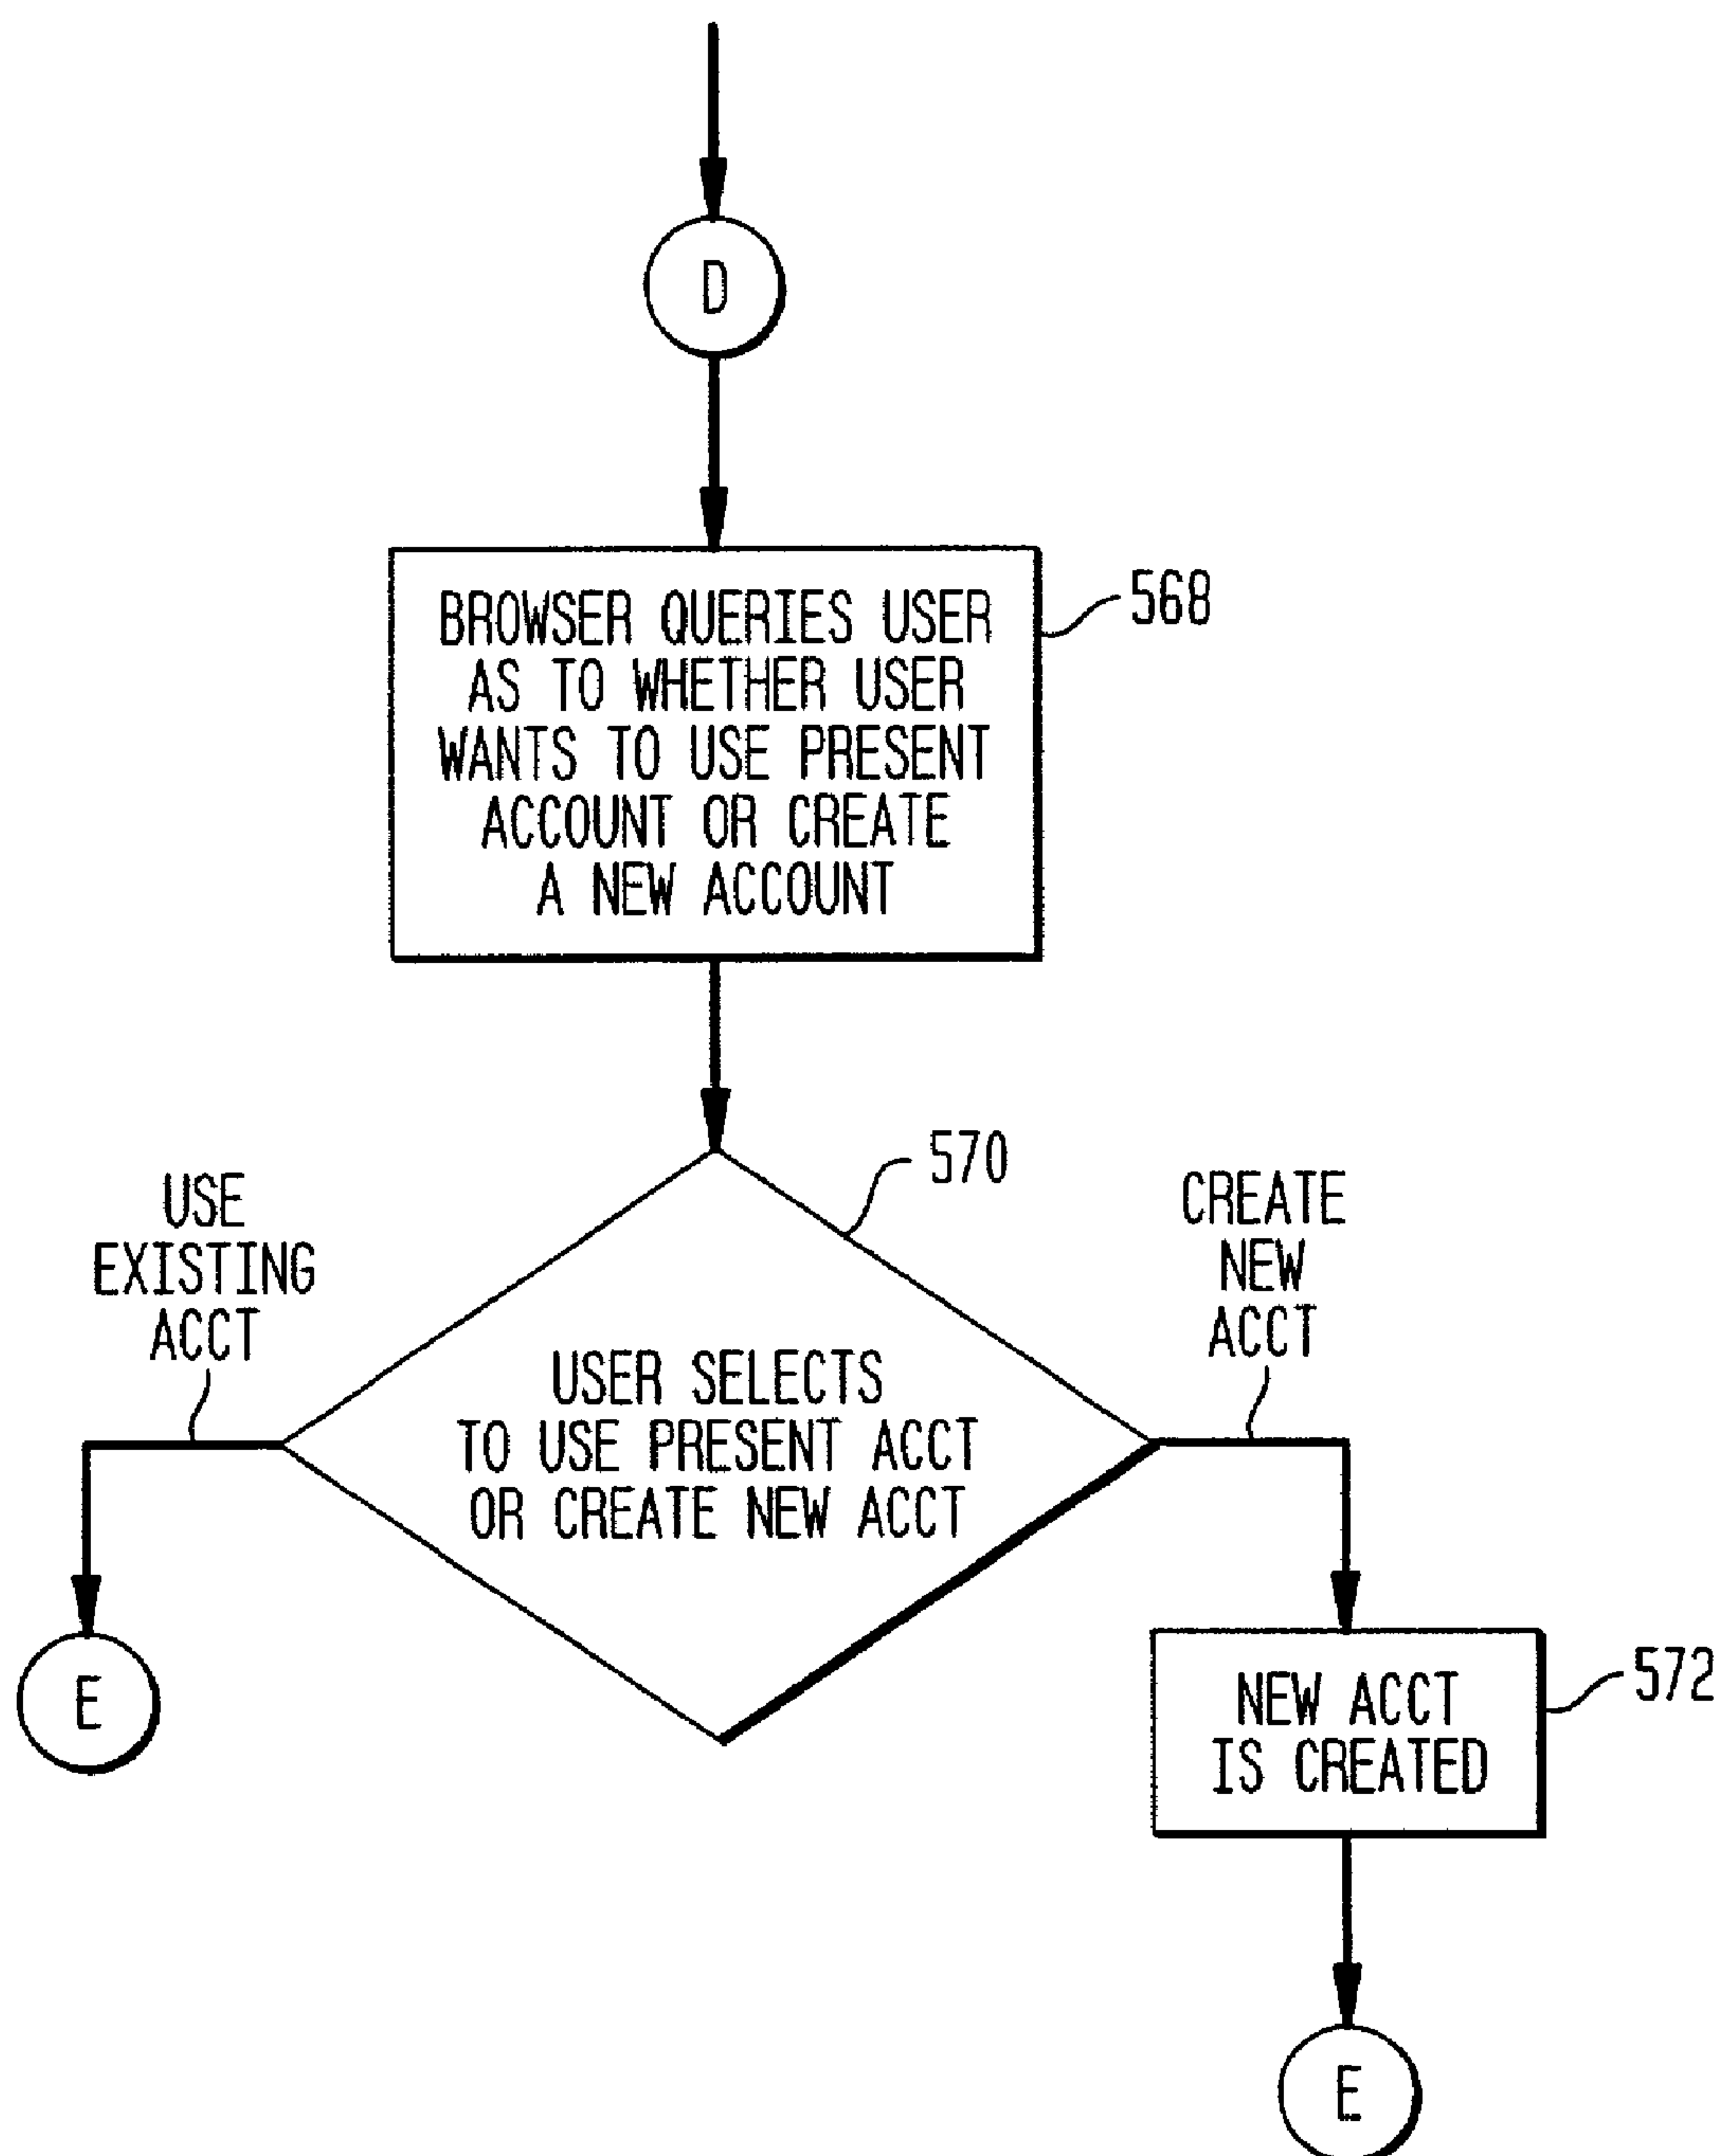 D
BROWSER QUERIES USER
AS TO WHETHER USER
WANTS TO USE PRESENT
ACCOUNT OR CREATE
A NEW ACCOUNT
568
570
USE
EXISTING
ACCT
CREATE
NEW
ACCT
USER SELECTS
TO USE PRESENT ACCT
OR CREATE NEW ACCT
E
NEW ACCT
IS CREATED
572
E